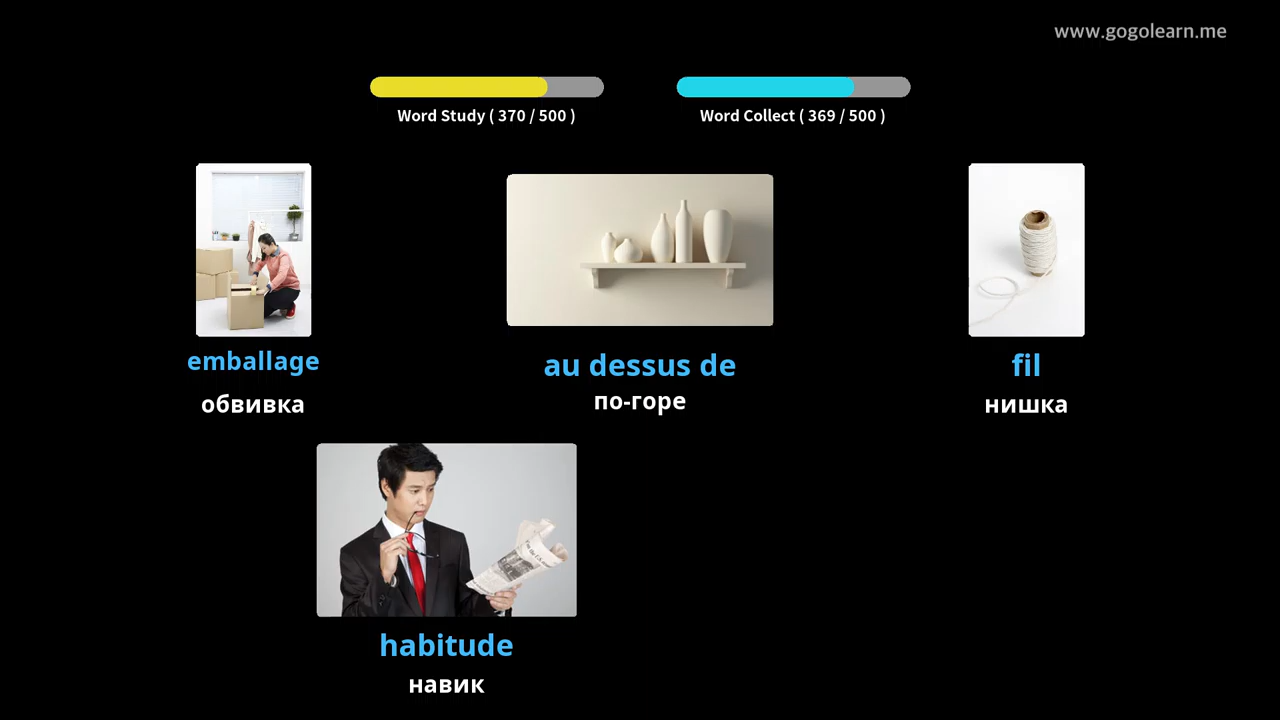 www.gogolearn.me
Word Study ( 370 / 500 )
Word Collect ( 369 / 500 )
emballage
обвивка
au dessus de
по-горе
fil
нишка
habitude
навик